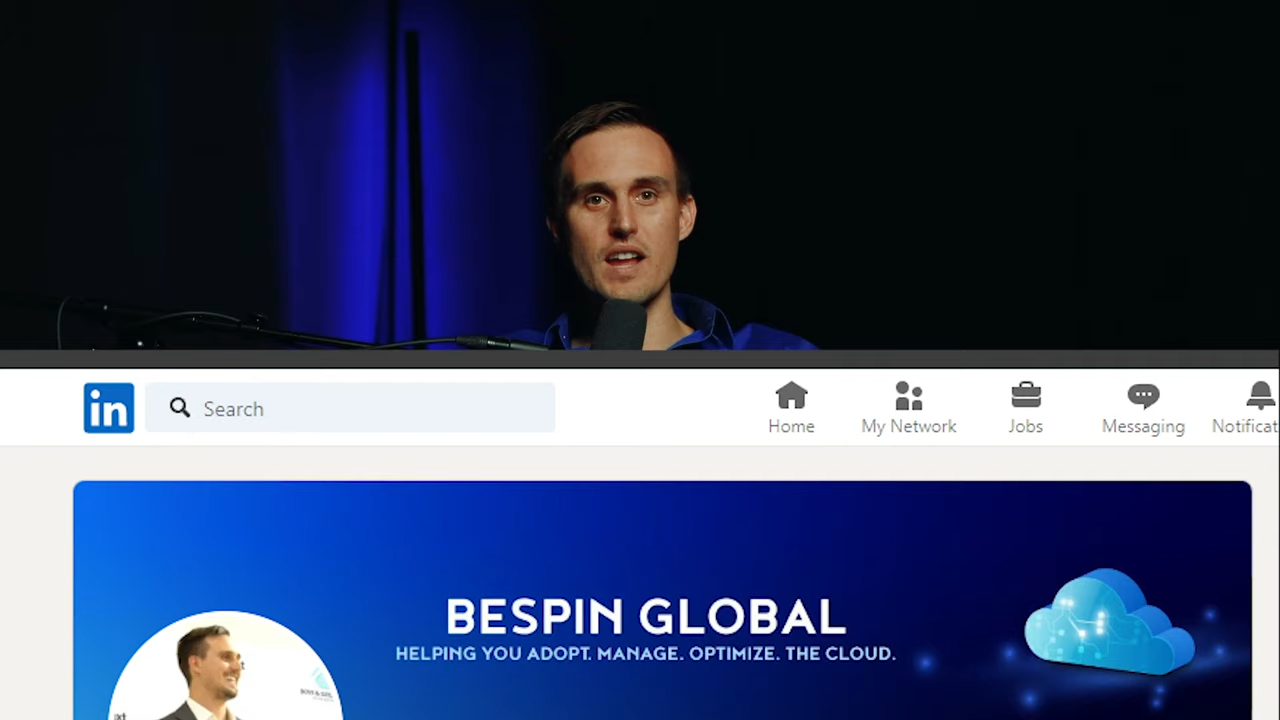 in
Search
Home
My Network
Jobs
Messaging
Notificat
BESPIN GLOBAL
HELPING YOU ADOPT. MANAGE. OPTIMIZE. THE CLOUD.